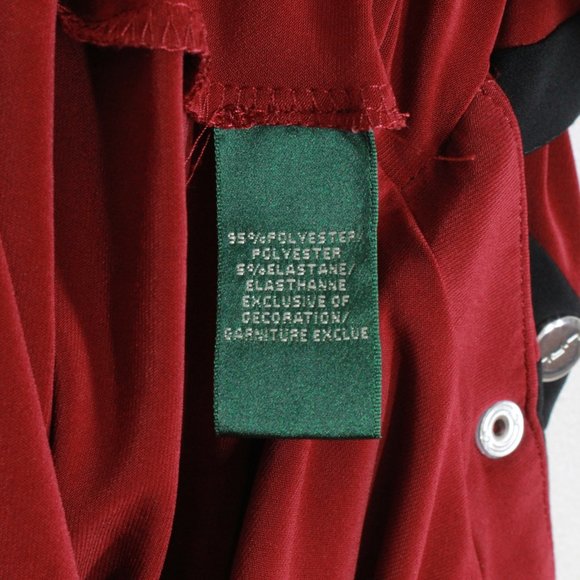 95%POLYESTER/
POLYESTER
5%ELASTANE/
ELASTHANNE
EXCLUSIVE OF
DECORATION/
GARNITURE EXCLUE